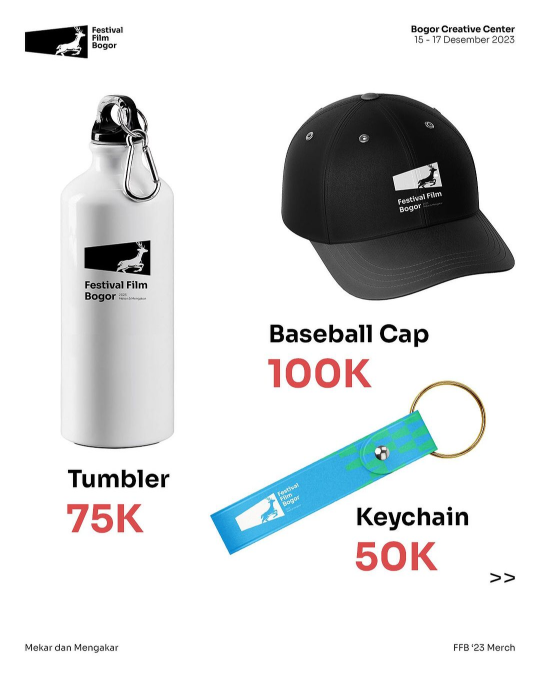 Festival
Film
Bogor
Bogor Creative Center
15 - 17 Desember 2023
Festival Film
Bogor
Festival Film
Bogor
Baseball Cap
100K
Tumbler
75K
Festival
Film
Bogor
Keychain
50K
>>
Mekar dan Mengakar
FFB ‘23 Merch